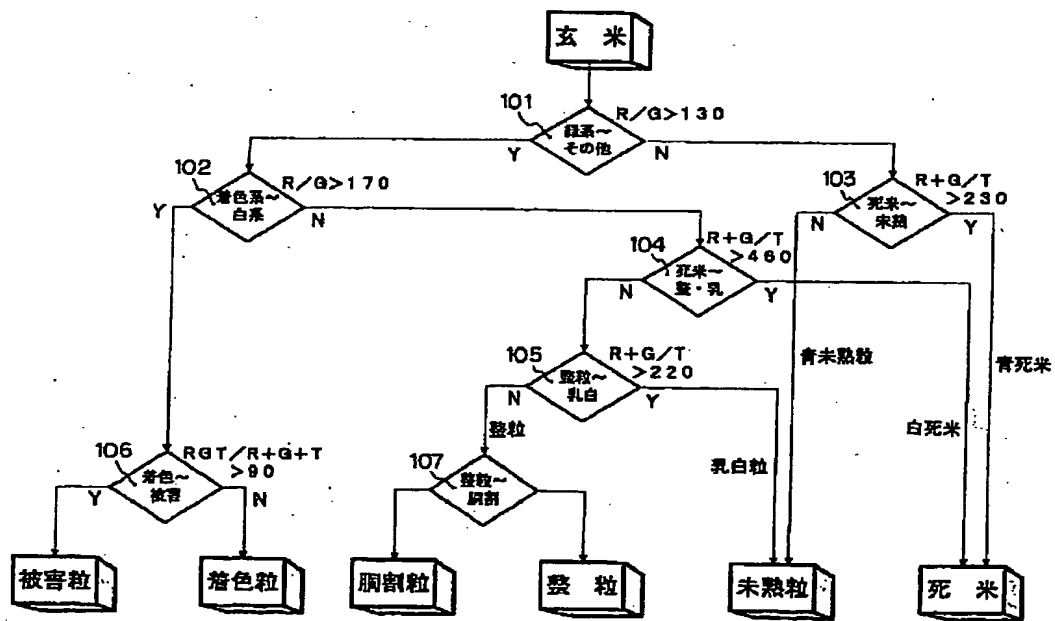 玄 米
101
R/G>130
緑系～
その他
Y
N
102
R/G>170
着色系～
白系
Y
N
103
R+G/T
>230
死米～
未熟
N
Y
104
R+G/T
>460
死米～
整・乳
N
Y
105
R+G/T
>220
整粒～
乳白
N
Y
青未熟粒
青死米
整粒
乳白粒
白死米
106
RGT/R+G+T
>90
着色～
被害
Y
N
107
整粒～
胴割
被害粒
着色粒
胴割粒
整 粒
未熟粒
死 米